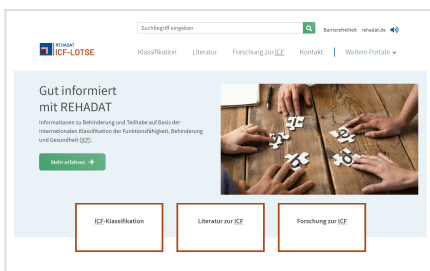 Suchbegriff eingeben
Barrierefreiheit rehadat.de
REHADAT
ICF-LOTSE
Klassifikation Literatur Forschung zur ICF Kontakt Weitere Portale
Gut informiert
mit REHADAT
Informationen zu Behinderung und Teilhabe auf Basis der
Internationalen Klassifikation der Funktionsfähigkeit, Behinderung
und Gesundheit (ICF).
Mehr erfahren →
ICF-Klassifikation
Literatur zur ICF
Forschung zur ICF